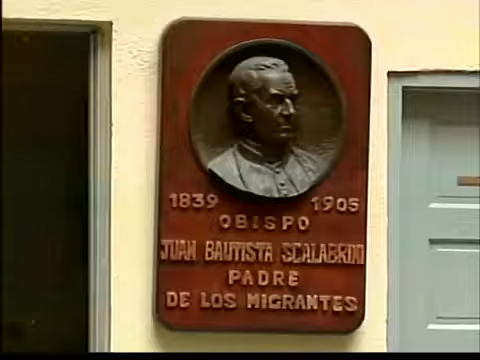 1839 1905
OBISPO
JUAN BAUTISTA SCALABRINI
PADRE
DE LOS MIGRANTES